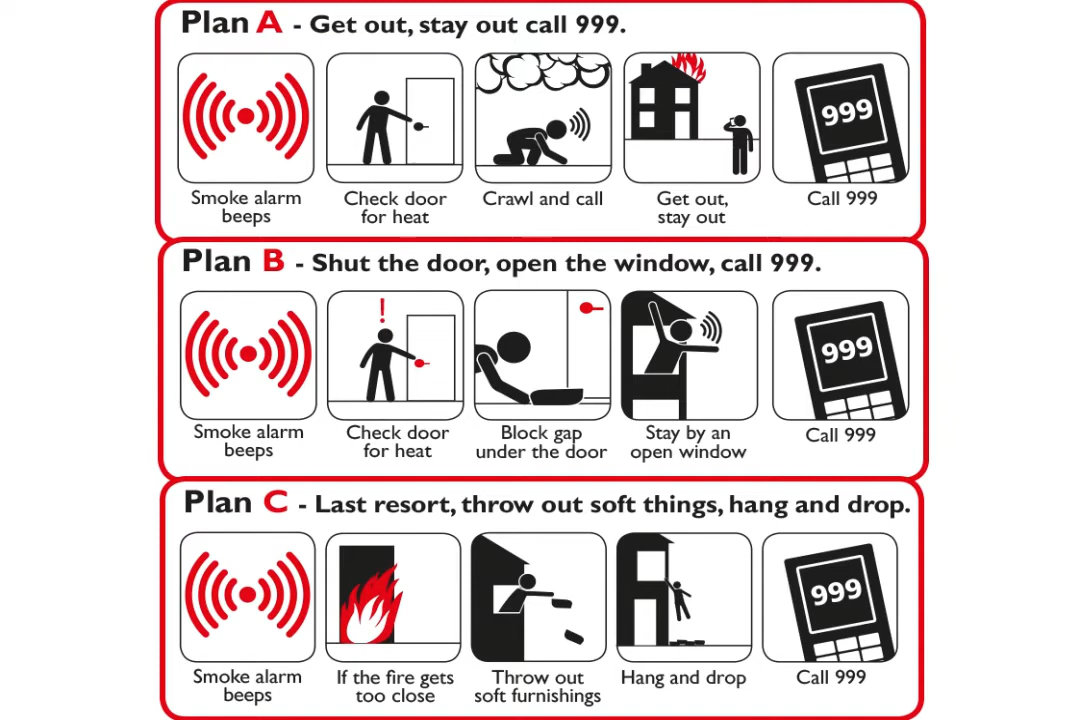 Plan A - Get out, stay out call 999.
999
Smoke alarm
beeps
Check door
for heat
Crawl and call
Get out,
stay out
Call 999
Plan B - Shut the door, open the window, call 999.
!
999
Smoke alarm
beeps
Check door
for heat
Block gap
under the door
Stay by an
open window
Call 999
Plan C - Last resort, throw out soft things, hang and drop.
999
Smoke alarm
beeps
If the fire gets
too close
Throw out
soft furnishings
Hang and drop
Call 999